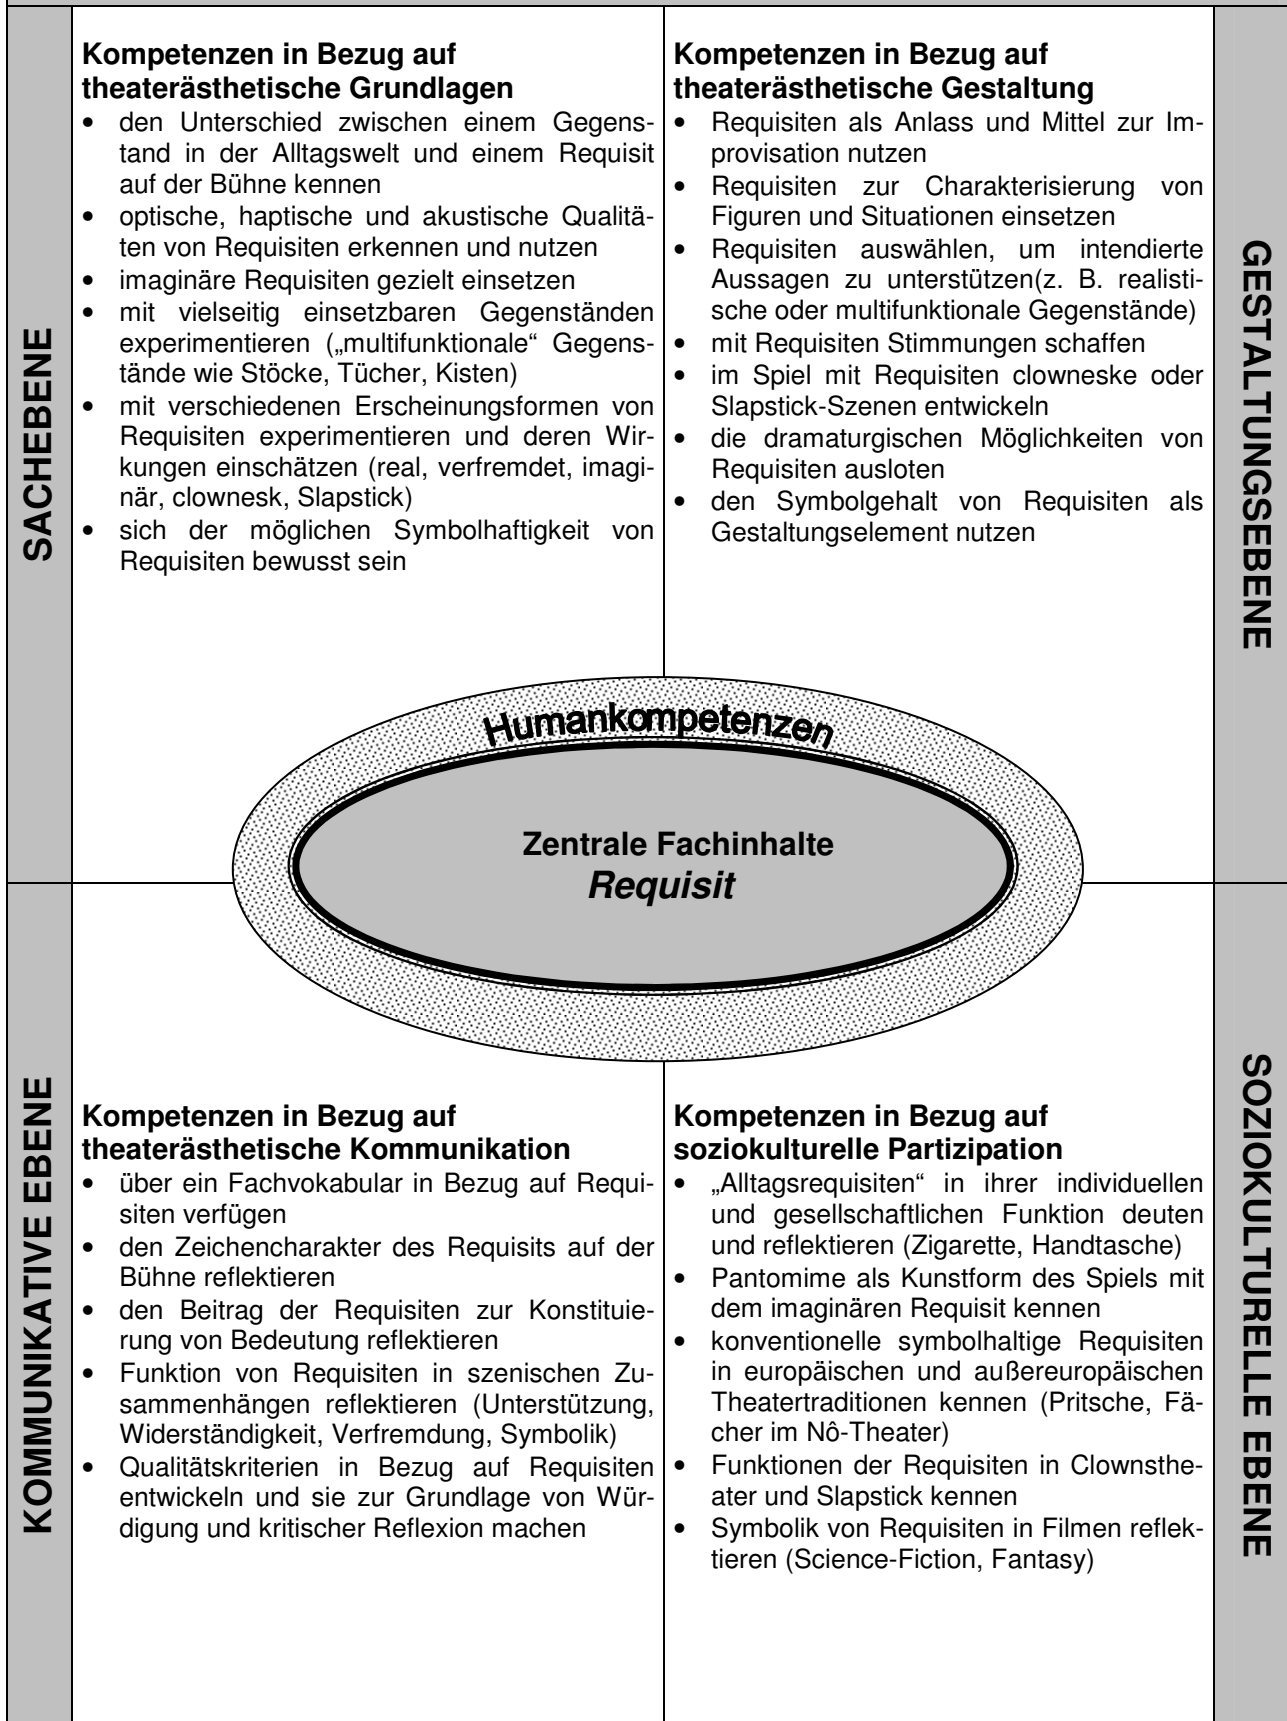 SACHEBENE
Kompetenzen in Bezug auf
theaterästhetische Grundlagen
• den Unterschied zwischen einem Gegens-
tand in der Alltagswelt und einem Requisit
auf der Bühne kennen
• optische, haptische und akustische Qualitä-
ten von Requisiten erkennen und nutzen
• imaginäre Requisiten gezielt einsetzen
• mit vielseitig einsetzbaren Gegenständen
experimentieren („multifunktionale“ Gegens-
tände wie Stöcke, Tücher, Kisten)
• mit verschiedenen Erscheinungsformen von
Requisiten experimentieren und deren Wir-
kungen einschätzen (real, verfremdet, imagi-
när, clownesk, Slapstick)
• sich der möglichen Symbolhaftigkeit von
Requisiten bewusst sein
Kompetenzen in Bezug auf
theaterästhetische Gestaltung
• Requisiten als Anlass und Mittel zur Im-
provisation nutzen
• Requisiten zur Charakterisierung von
Figuren und Situationen einsetzen
• Requisiten auswählen, um intendierte
Aussagen zu unterstützen(z. B. realisti-
sche oder multifunktionale Gegenstände)
• mit Requisiten Stimmungen schaffen
• im Spiel mit Requisiten clowneske oder
Slapstick-Szenen entwickeln
• die dramaturgischen Möglichkeiten von
Requisiten ausloten
• den Symbolgehalt von Requisiten als
Gestaltungselement nutzen
GESTALTUNGSEBENE
Humankompetenzen
Zentrale Fachinhalte
Requisit
KOMMUNIKATIVE EBENE
Kompetenzen in Bezug auf
theaterästhetische Kommunikation
• über ein Fachvokabular in Bezug auf Requi-
siten verfügen
• den Zeichencharakter des Requisits auf der
Bühne reflektieren
• den Beitrag der Requisiten zur Konstituie-
rung von Bedeutung reflektieren
• Funktion von Requisiten in szenischen Zu-
sammenhängen reflektieren (Unterstützung,
Widerständigkeit, Verfremdung, Symbolik)
• Qualitätskriterien in Bezug auf Requisiten
entwickeln und sie zur Grundlage von Wür-
digung und kritischer Reflexion machen
Kompetenzen in Bezug auf
soziokulturelle Partizipation
• „Alltagsrequisiten“ in ihrer individuellen
und gesellschaftlichen Funktion deuten
und reflektieren (Zigarette, Handtasche)
• Pantomime als Kunstform des Spiels mit
dem imaginären Requisit kennen
• konventionelle symbolhaltige Requisiten
in europäischen und außereuropäischen
Theatertraditionen kennen (Pritsche, Fä-
cher im Nô-Theater)
• Funktionen der Requisiten in Clownsthe-
ater und Slapstick kennen
• Symbolik von Requisiten in Filmen reflek-
tieren (Science-Fiction, Fantasy)
SOZIOKULTURELLE EBENE